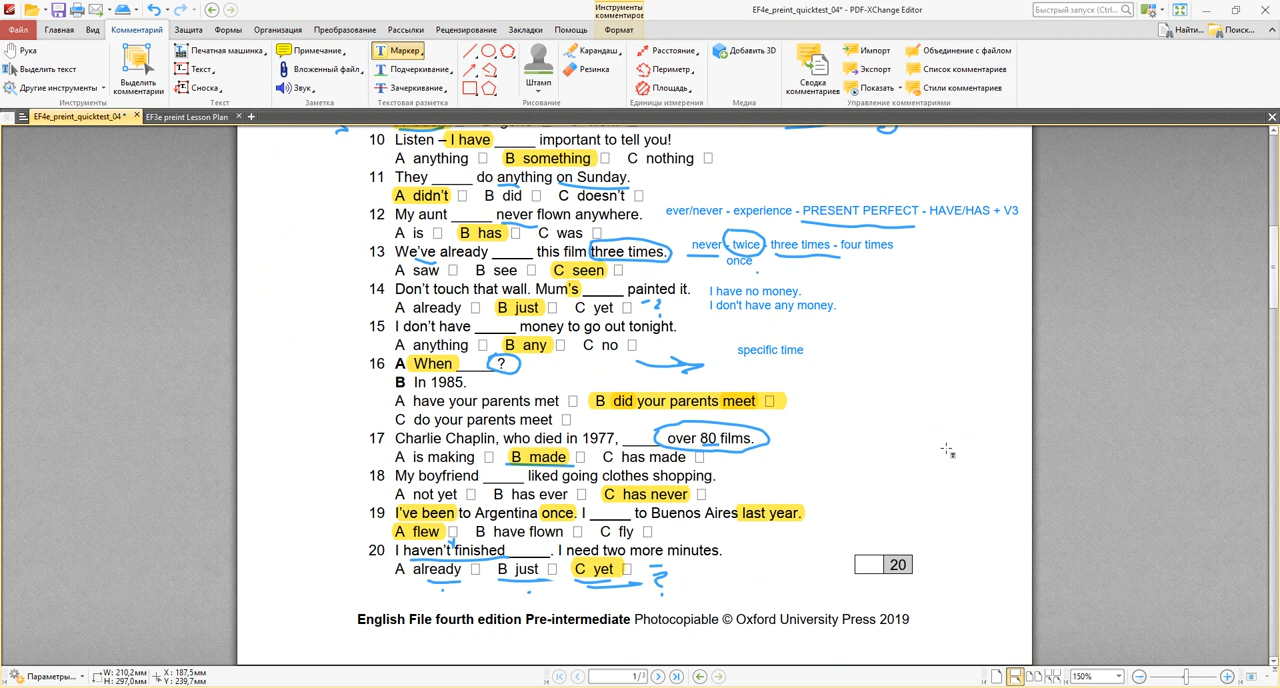 Инструменты комментариев
EF4e_preint_quicktest_04* - PDF-XChange Editor
Быстрый запуск (Ctrl...
Файл
Главная
Вид
Комментарий
Защита
Формы
Организация
Преобразование
Рассылки
Рецензирование
Закладки
Помощь
Формат
Найти...
Поиск...
Рука
Выделить текст
Другие инструменты
Инструменты
Выделить комментарии
Печатная машинка
Текст
Сноска
Текст
Примечание
Вложенный файл
Звук
Заметка
Маркер
Подчеркивание
Зачеркивание
Текстовая разметка
Штамп
Карандаш
Резинка
Рисование
Расстояние
Периметр
Площадь
Единицы измерения
Добавить 3D
Медиа
Сводка комментариев
Импорт
Экспорт
Показать
Объединение с файлом
Список комментариев
Стили комментариев
Управление комментариями
EF4e_preint_quicktest_04 *
EF3e preint Lesson Plan
10 Listen – I have _____ important to tell you!
A anything B something C nothing
11 They _____ do anything on Sunday.
A didn't B did C doesn't
12 My aunt _____ never flown anywhere.
ever/never - experience - PRESENT PERFECT - HAVE/HAS + V3
A is B has C was
13 We've already _____ this film three times.
never - twice - three times - four times
once
A saw B see C seen
14 Don't touch that wall. Mum's _____ painted it.
I have no money.
A already B just C yet - ?
I don't have any money.
15 I don't have _____ money to go out tonight.
A anything B any C no
specific time
16 A When _____?
B In 1985.
A have your parents met B did your parents meet
C do your parents meet
17 Charlie Chaplin, who died in 1977, _____ over 80 films.
A is making B made C has made
18 My boyfriend _____ liked going clothes shopping.
A not yet B has ever C has never
19 I've been to Argentina once. I _____ to Buenos Aires last year.
A flew B have flown C fly
20 I haven't finished _____. I need two more minutes.
20
A already B just C yet - ?
English File fourth edition Pre-intermediate Photocopiable © Oxford University Press 2019
Параметры...
W: 210,2мм
H: 297,0мм
X: 187,5мм
Y: 239,7мм
150%